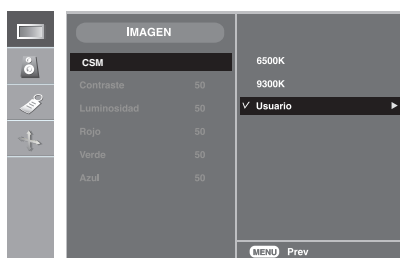 IMAGEN
CSM
Contraste 50
Luminosidad 50
Rojo 50
Verde 50
Azul 50
6500K
9300K
✓ Usuario ▶
MENU Prev